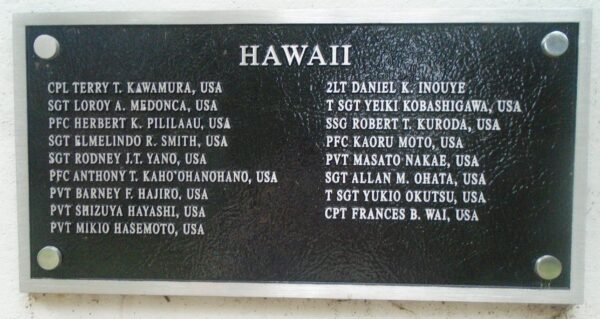 HAWAII
CPL TERRY T. KAWAMURA, USA
SGT LOROY A. MEDONCA, USA
PFC HERBERT K. PILILAAU, USA
SGT ELMELINDO R. SMITH, USA
SGT RODNEY J.T. YANO, USA
PFC ANTHONY T. KAHO'OHANOHANO, USA
PVT BARNEY F. HAJIRO, USA
PVT SHIZUYA HAYASHI, USA
PVT MIKIO HASEMOTO, USA
2LT DANIEL K. INOUYE
T SGT YEIKI KOBASHIGAWA, USA
SSG ROBERT T. KURODA, USA
PFC KAORU MOTO, USA
PVT MASATO NAKAE, USA
SGT ALLAN M. OHATA, USA
T SGT YUKIO OKUTSU, USA
CPT FRANCES B. WAI, USA